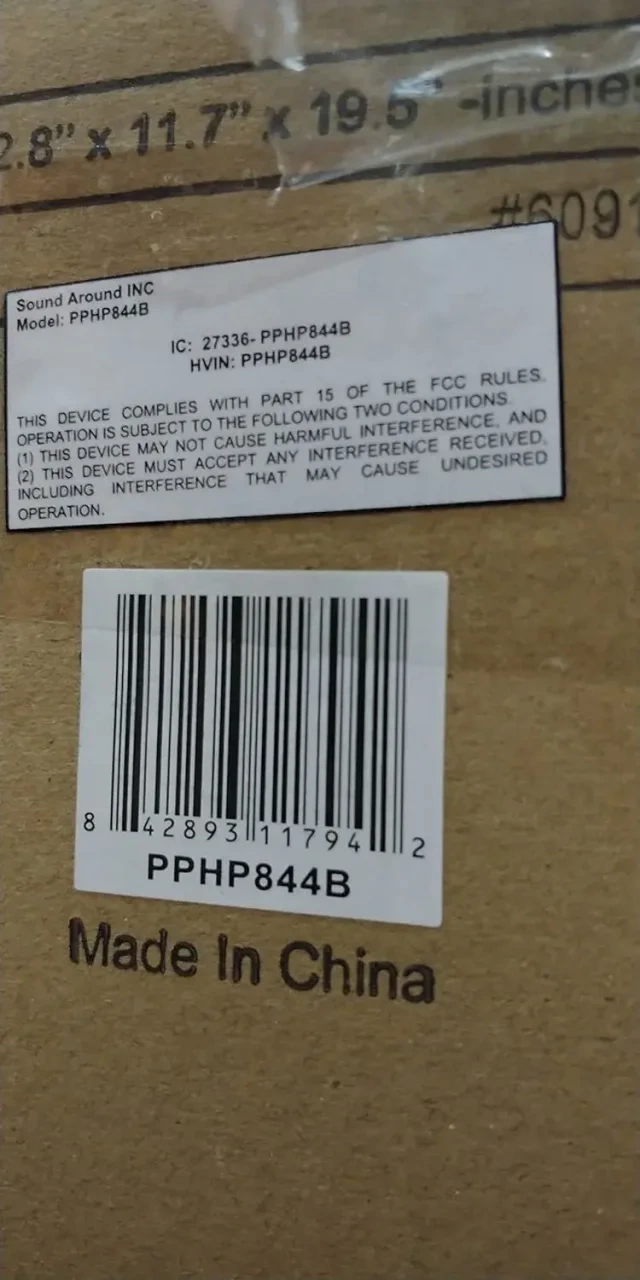 2.8" x 11.7" x 19.5" -inches
#6091
Sound Around INC
Model: PPHP844B
IC: 27336- PPHP844B
HVIN: PPHP844B
THIS DEVICE COMPLIES WITH PART 15 OF THE FCC RULES.
OPERATION IS SUBJECT TO THE FOLLOWING TWO CONDITIONS.
(1) THIS DEVICE MAY NOT CAUSE HARMFUL INTERFERENCE, AND
(2) THIS DEVICE MUST ACCEPT ANY INTERFERENCE RECEIVED,
INCLUDING INTERFERENCE THAT MAY CAUSE UNDESIRED
OPERATION.
8 42893 11794 2
PPHP844B
Made In China